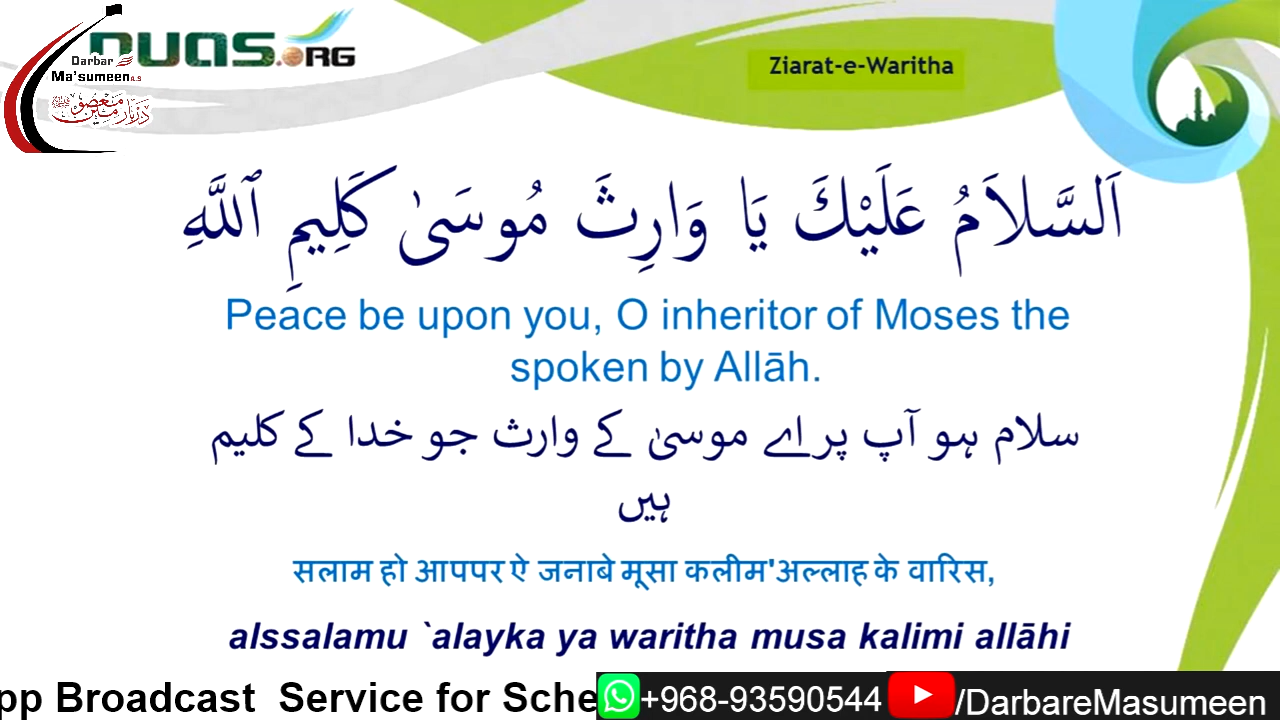 DUAS.ORG
Darbar
Ma'sumeen A.S
Ziarat-e-Waritha
اَلسَّلاَمُ عَلَيْكَ يَا وَارِثَ مُوسَىٰ كَلِيمِ ٱللَّهِ
Peace be upon you, O inheritor of Moses the
spoken by Allāh.
سلام ہو آپ پر اے موسیٰ کے وارث جو خدا کے کلیم
ہیں
सलाम हो आपपर ऐ जनाबे मूसा कलीम'अल्लाह के वारिस,
alssalamu `alayka ya waritha musa kalimi allāhi
pp Broadcast Service for Sche
+968-93590544
/DarbareMasumeen